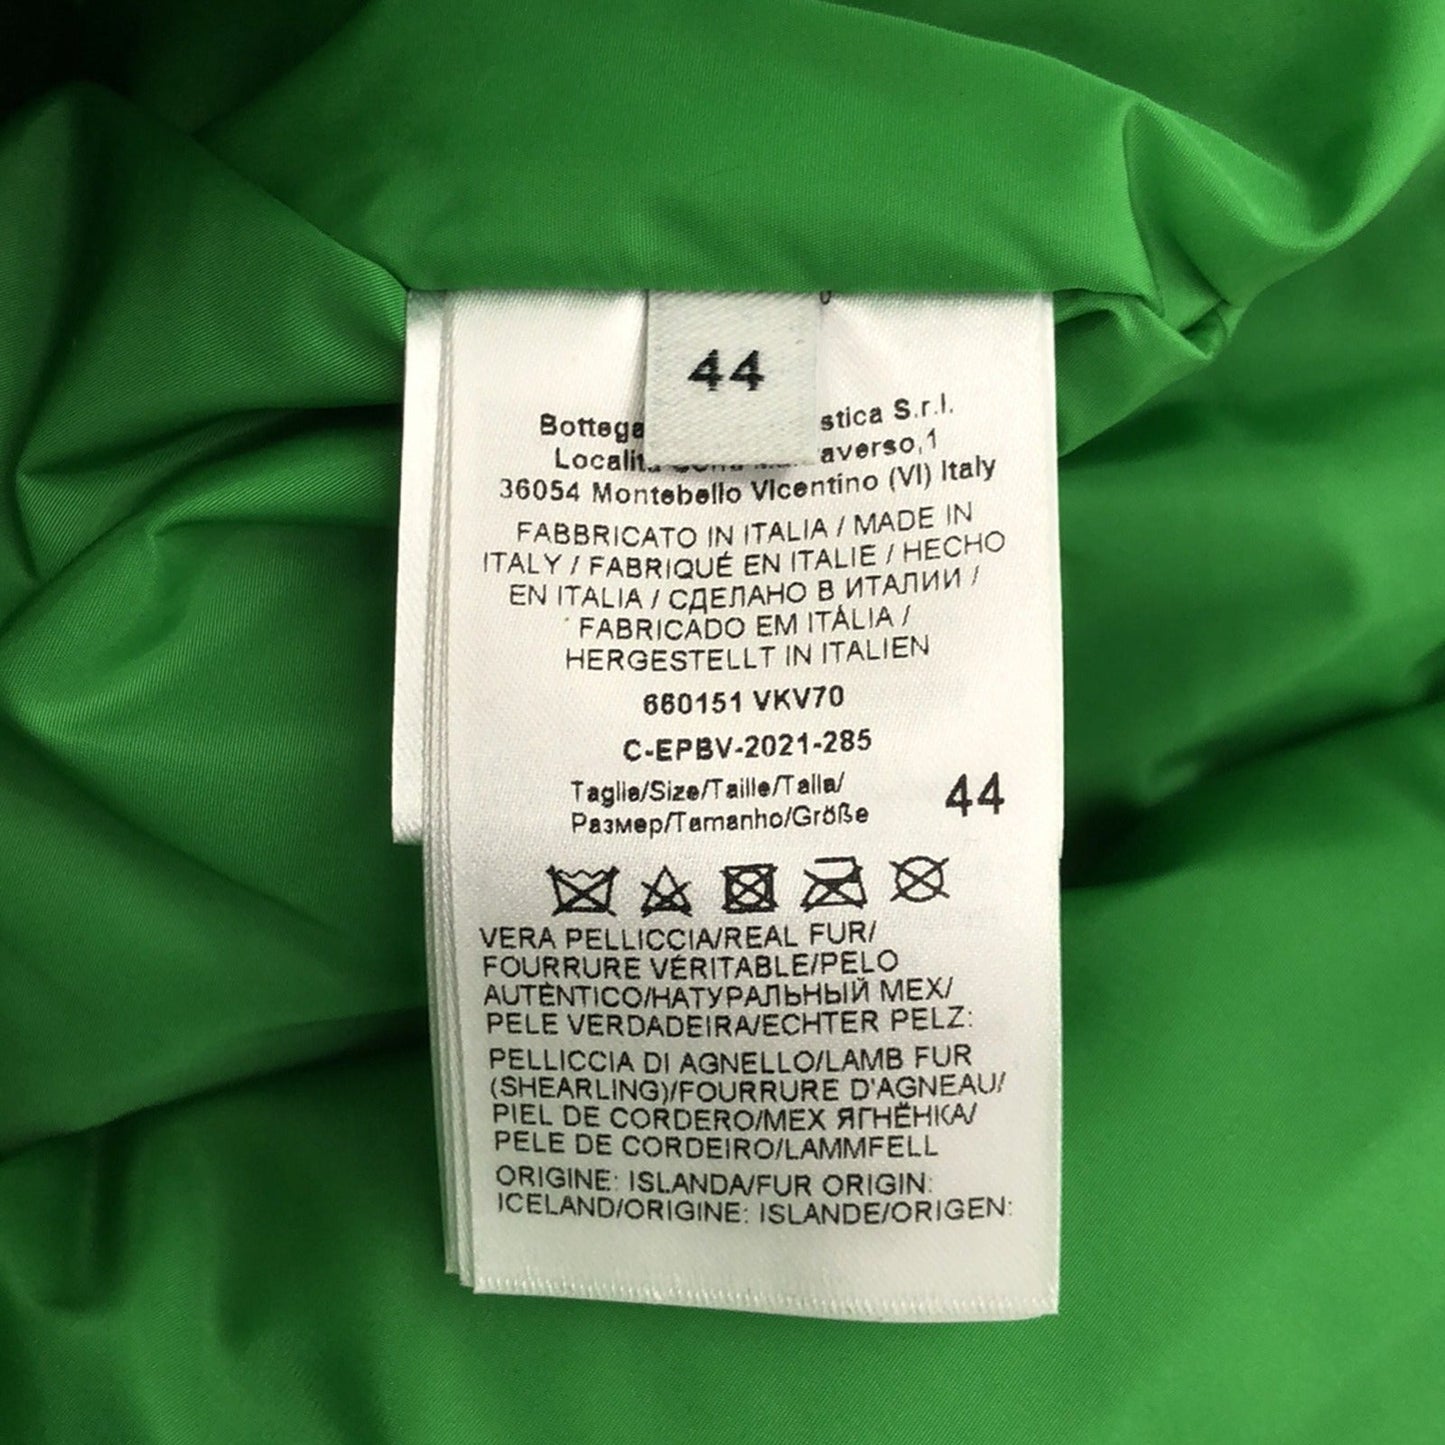 44
Bottega stica S.r.l.
Localit averso,1
36054 Montebello Vicentino (VI) Italy
FABBRICATO IN ITALIA / MADE IN
ITALY / FABRIQUÉ EN ITALIE / HECHO
EN ITALIA / СДЕЛАНО В ИТАЛИИ /
FABRICADO EM ITÁLIA /
HERGESTELLT IN ITALIEN
660151 VKV70
C-EPBV-2021-285
Taglia/Size/Taille/Talla/
Размер/Tamanho/Größe 44
VERA PELLICCIA/REAL FUR/
FOURRURE VÉRITABLE/PELO
AUTÈNTICO/НАТУРАЛЬНЫЙ МЕХ/
PELE VERDADEIRA/ECHTER PELZ:
PELLICCIA DI AGNELLO/LAMB FUR
(SHEARLING)/FOURRURE D'AGNEAU/
PIEL DE CORDERO/МЕХ ЯГНЁНКА/
PELE DE CORDEIRO/LAMMFELL
ORIGINE: ISLANDA/FUR ORIGIN:
ICELAND/ORIGINE: ISLANDE/ORIGEN: